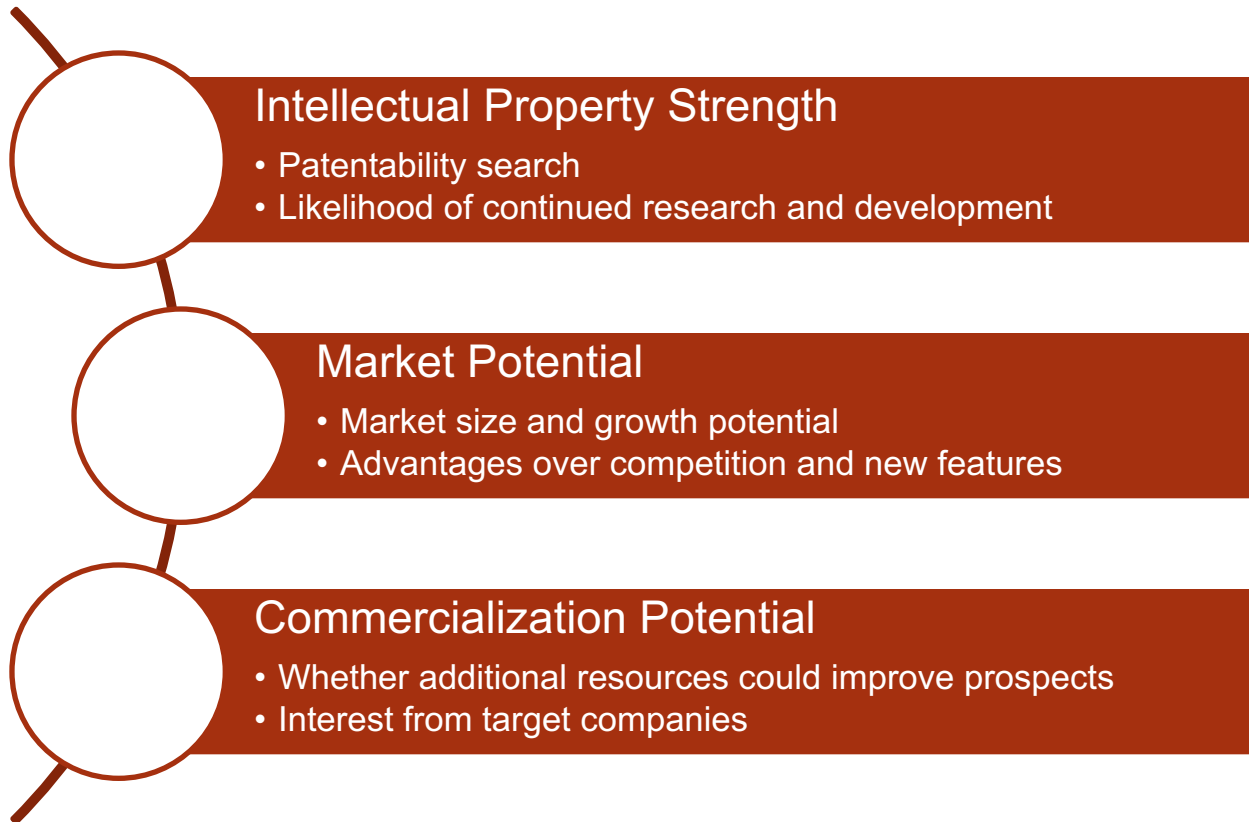 Intellectual Property Strength
• Patentability search
• Likelihood of continued research and development
Market Potential
• Market size and growth potential
• Advantages over competition and new features
Commercialization Potential
• Whether additional resources could improve prospects
• Interest from target companies